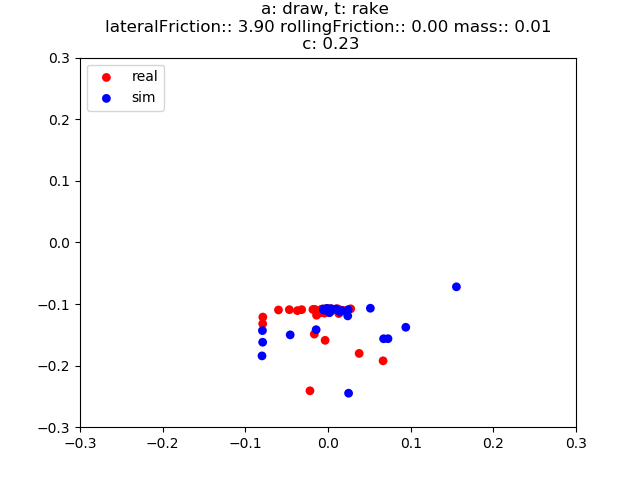 a: draw, t: rake
lateralFriction:: 3.90 rollingFriction:: 0.00 mass:: 0.01
c: 0.23
real
sim
0.3
0.2
0.1
0.0
−0.1
−0.2
−0.3
−0.3 −0.2 −0.1 0.0 0.1 0.2 0.3